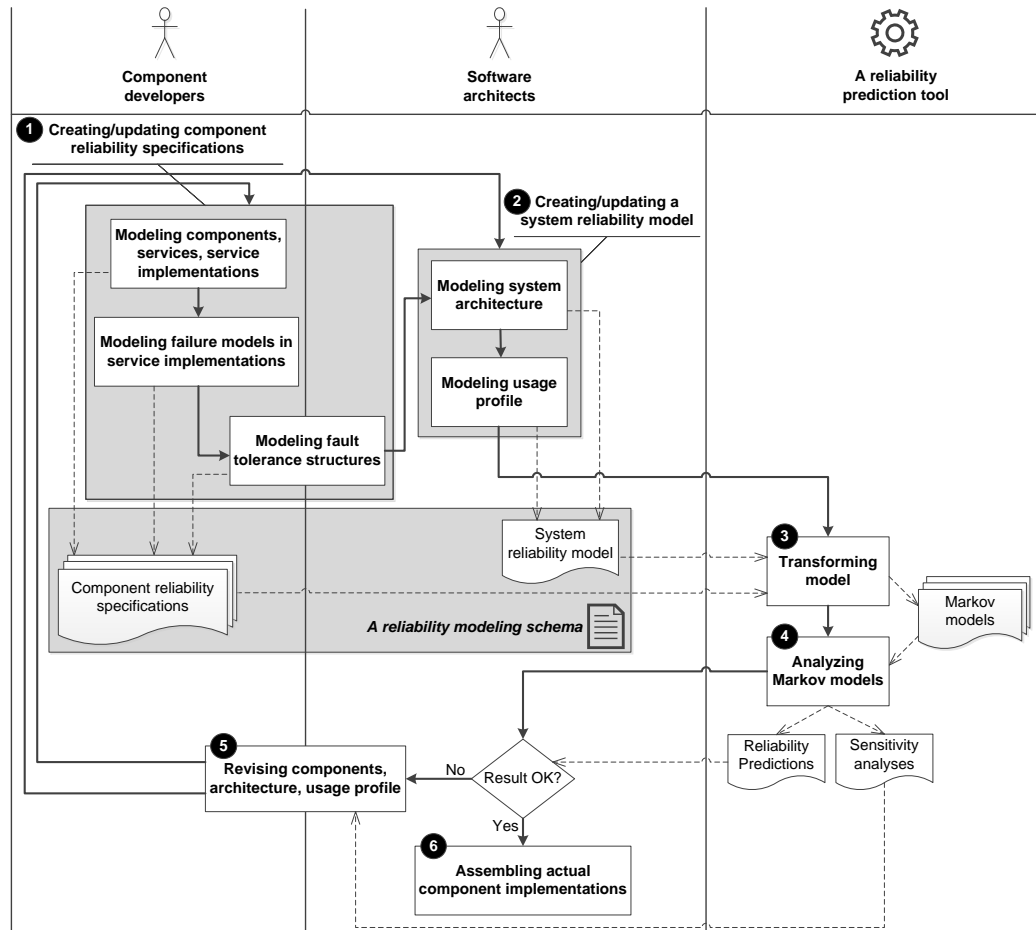 Component
developers
Software
architects
A reliability
prediction tool
1 Creating/updating component
reliability specifications
2 Creating/updating a
system reliability model
Modeling components,
services, service
implementations
Modeling system
architecture
Modeling failure models in
service implementations
Modeling usage
profile
Modeling fault
tolerance structures
System
reliability model
3
Transforming
model
Component reliability
specifications
Markov
models
A reliability modeling schema
4
Analyzing
Markov models
5
Revising components,
architecture, usage profile
No
Result OK?
Reliability
Predictions
Sensitivity
analyses
Yes
6
Assembling actual
component implementations